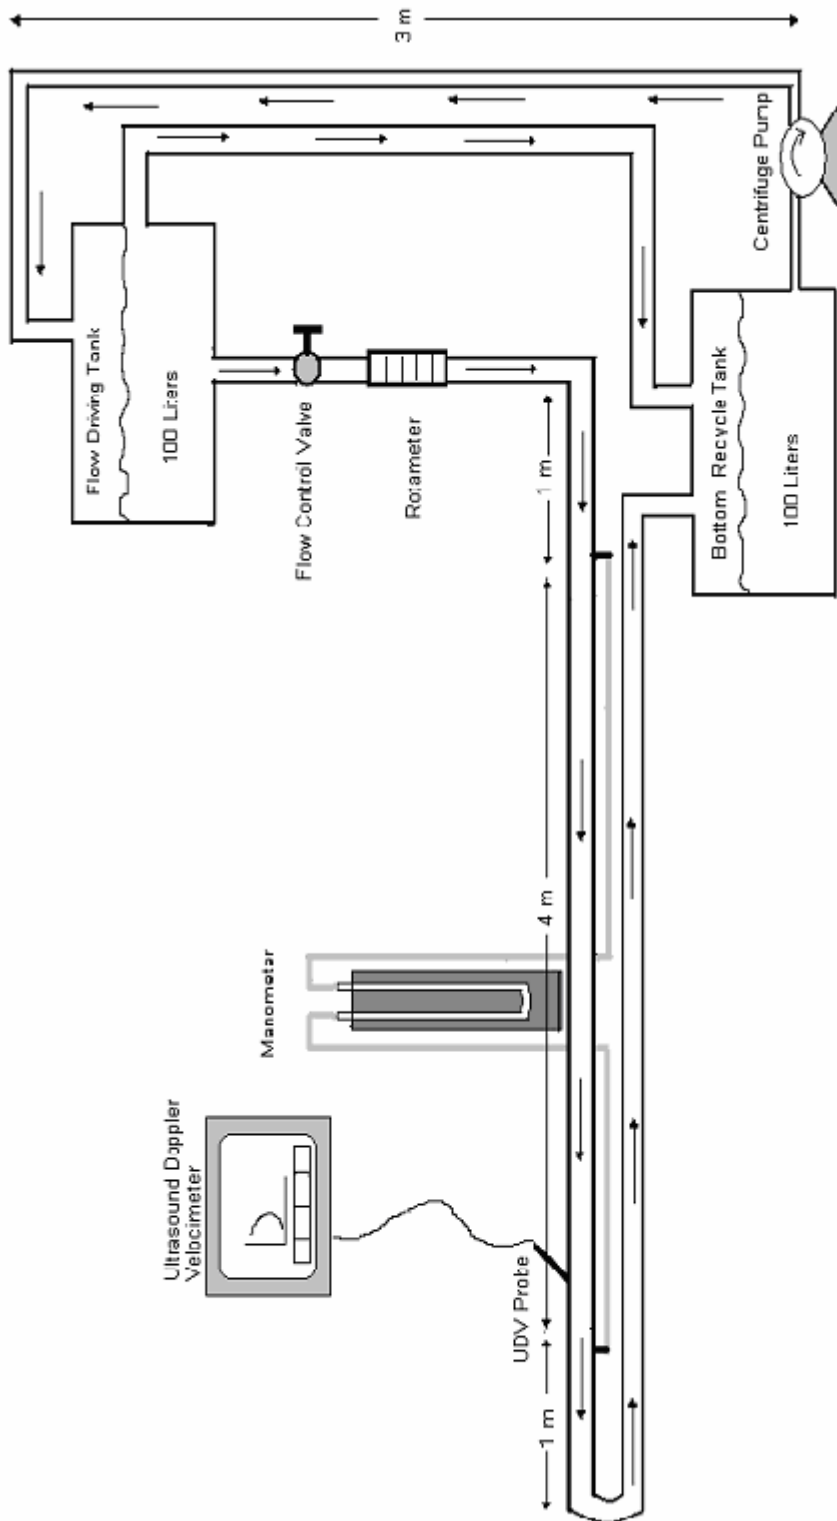 3 m
Centrifuge Pump
Flow Driving Tank
100 Liters
Flow Control Valve
Rotameter
1 m
Bottom Recycle Tank
100 Liters
4 m
Manometer
Ultrasound Doppler
Velocimeter
UDV Probe
1 m